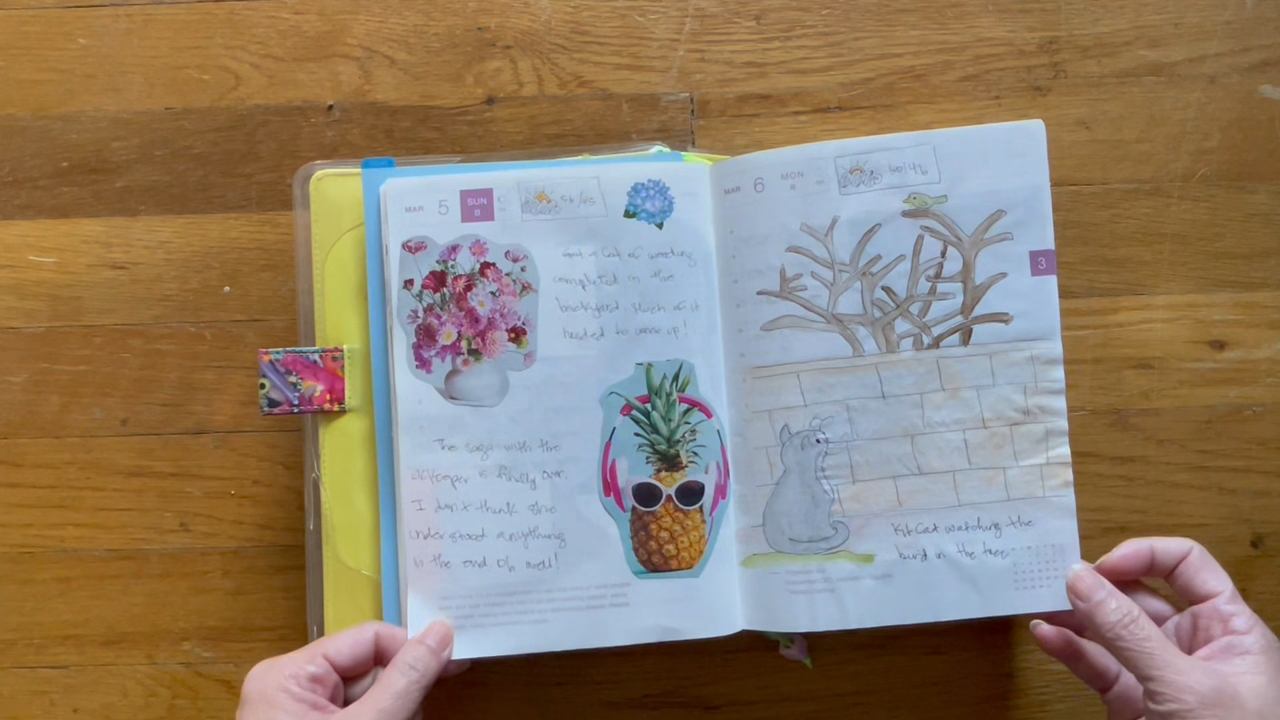 MAR 5 SUN
56/45
Got a lot of weeding
completed in the
backyard. Much of it
needed to come up!
The saga with the
is finally over.
I don't think she
understood anything
in the end Oh well!
MAR 6 MON
60/46
3
KitCat watching the
bird in the tree